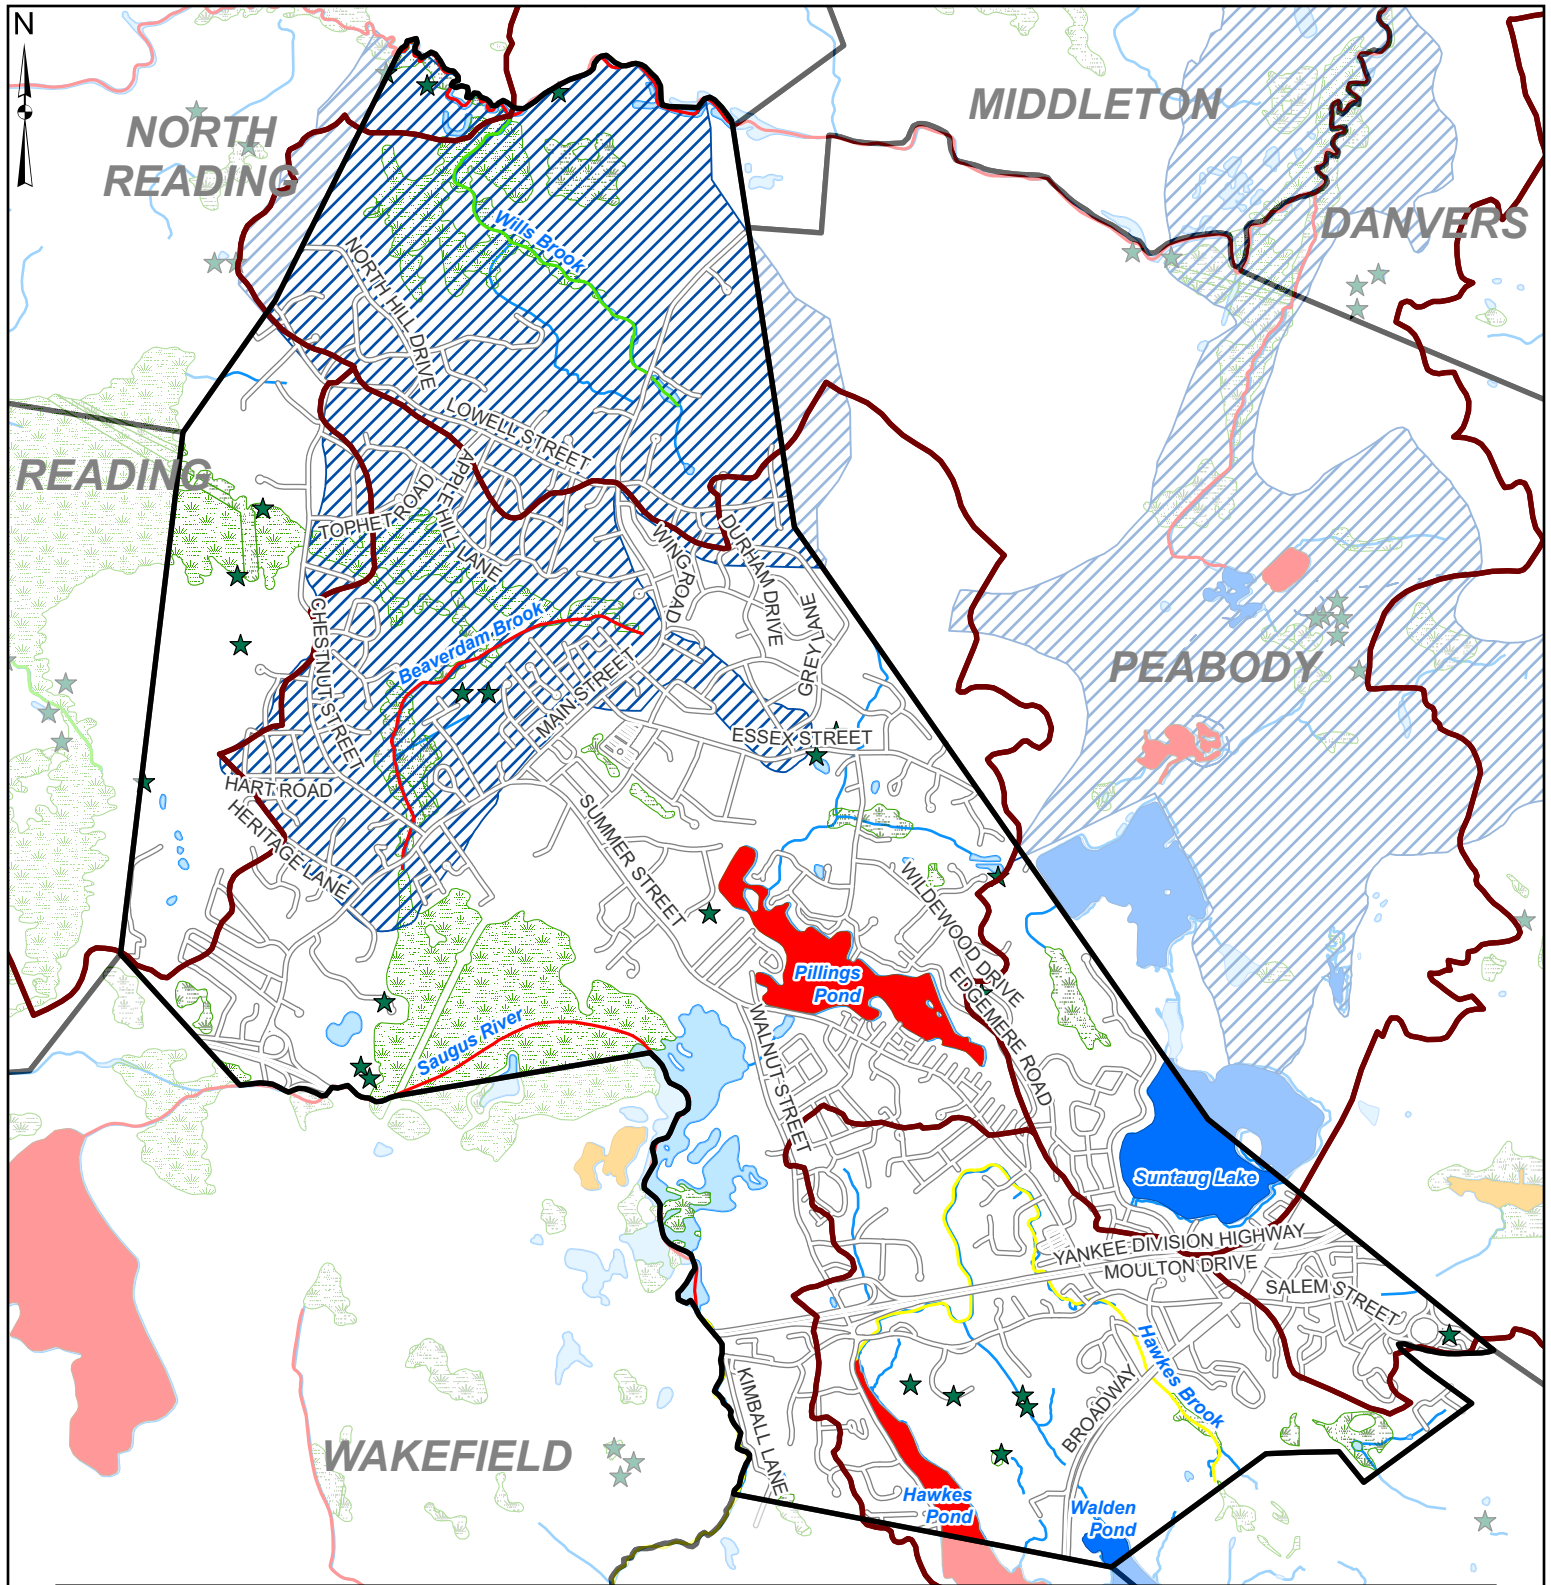 N
MIDDLETON
NORTH
READING
DANVERS
Wills Brook
NORTH HILL DRIVE
LOWELL STREET
READING
APPLE HILL LANE
TOPHET ROAD
WING ROAD
DURHAM DRIVE
GREY LANE
CHESTNUT STREET
Beaverdam Brook
PEABODY
MAIN STREET
ESSEX STREET
HART ROAD
HERITAGE LANE
SUMMER STREET
WILDEWOOD DRIVE
Pillings
Pond
EDGEMERE ROAD
Saugus River
WALNUT STREET
Suntaug Lake
YANKEE DIVISION HIGHWAY
MOULTON DRIVE
SALEM STREET
Hawkes Brook
KIMBALL LANE
BROADWAY
WAKEFIELD
Hawkes
Pond
Walden
Pond